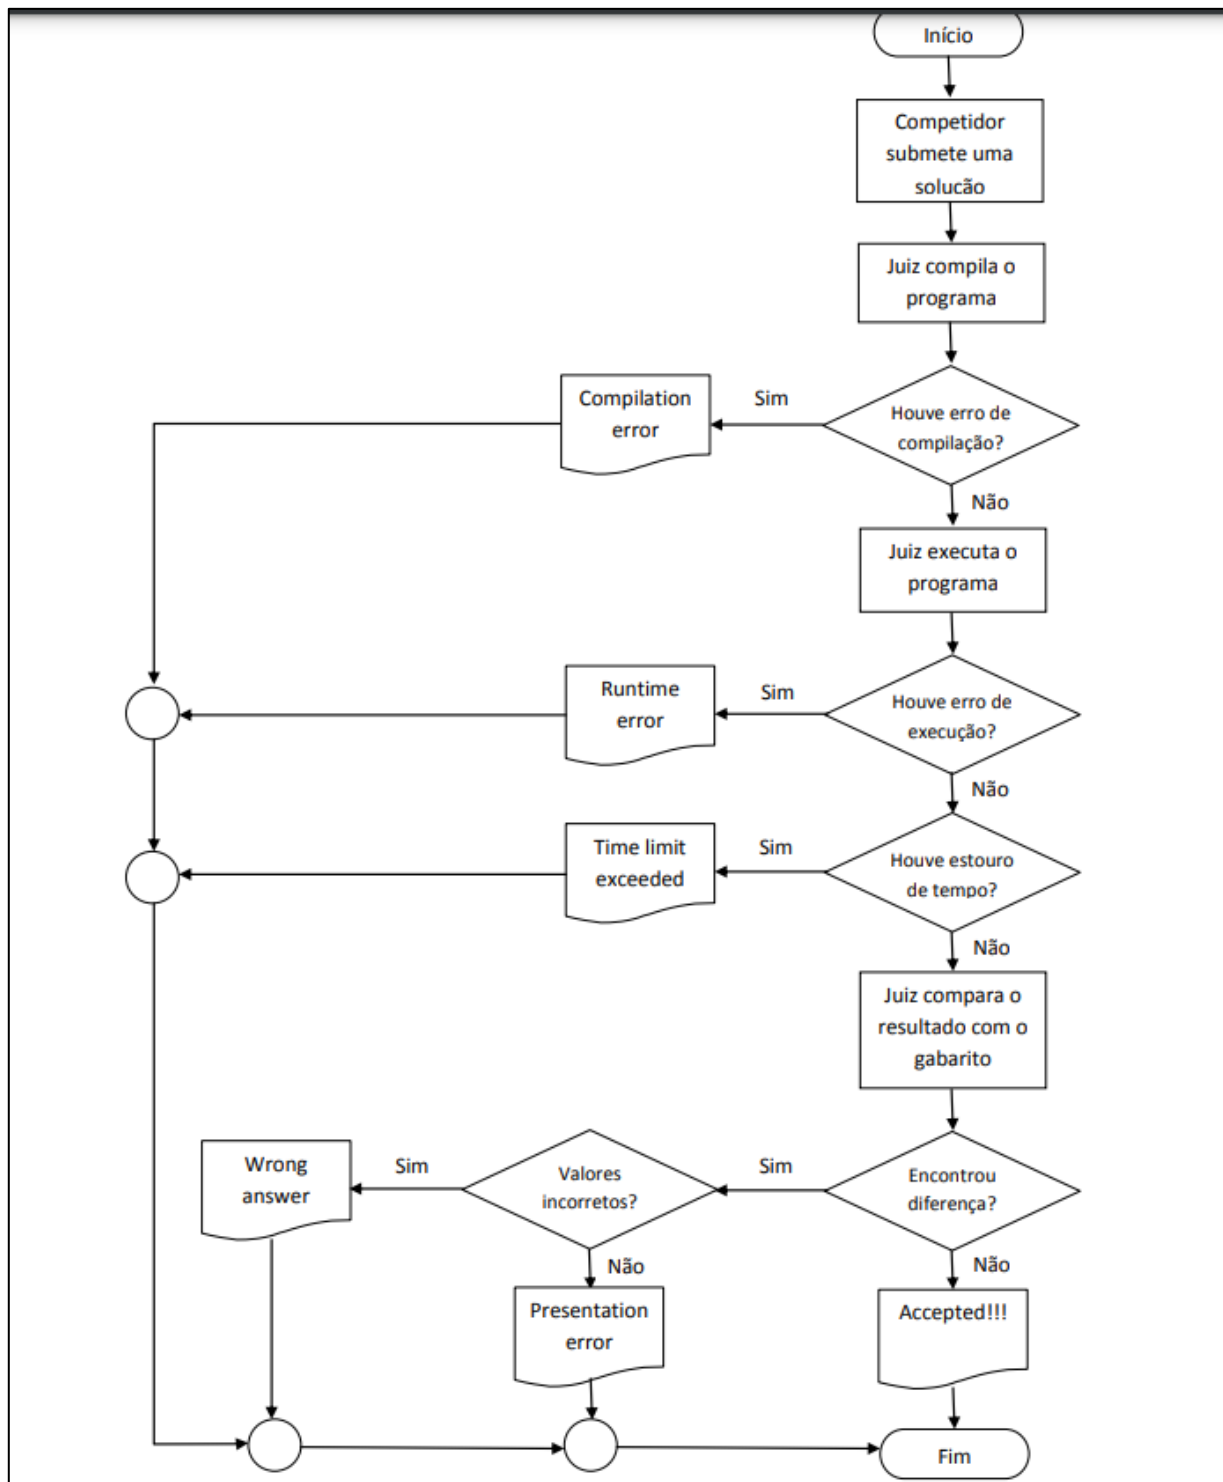 Início
Competidor
submete uma
solucão
Juiz compila o
programa
Compilation
error
Sim
Houve erro de
compilação?
Não
Juiz executa o
programa
Runtime
error
Sim
Houve erro de
execução?
Não
Time limit
exceeded
Sim
Houve estouro
de tempo?
Não
Juiz compara o
resultado com o
gabarito
Wrong
answer
Sim
Valores
incorretos?
Sim
Encontrou
diferença?
Não
Não
Presentation
error
Accepted!!!
Fim